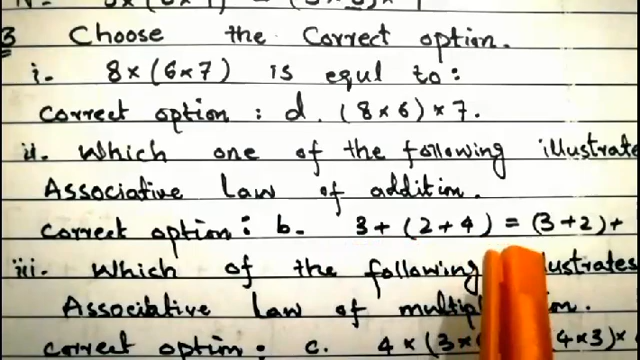 3 Choose the Correct option.
i. 8×(6×7) is equl to:
correct option: d. (8×6)×7.
ii. Which one of the following illustrate
Associative Law of addition.
correct option: b. 3+(2+4)=(3+2)+
iii. Which of the following
Associative Law of
correct option: c. 4×(3× 4×3)×